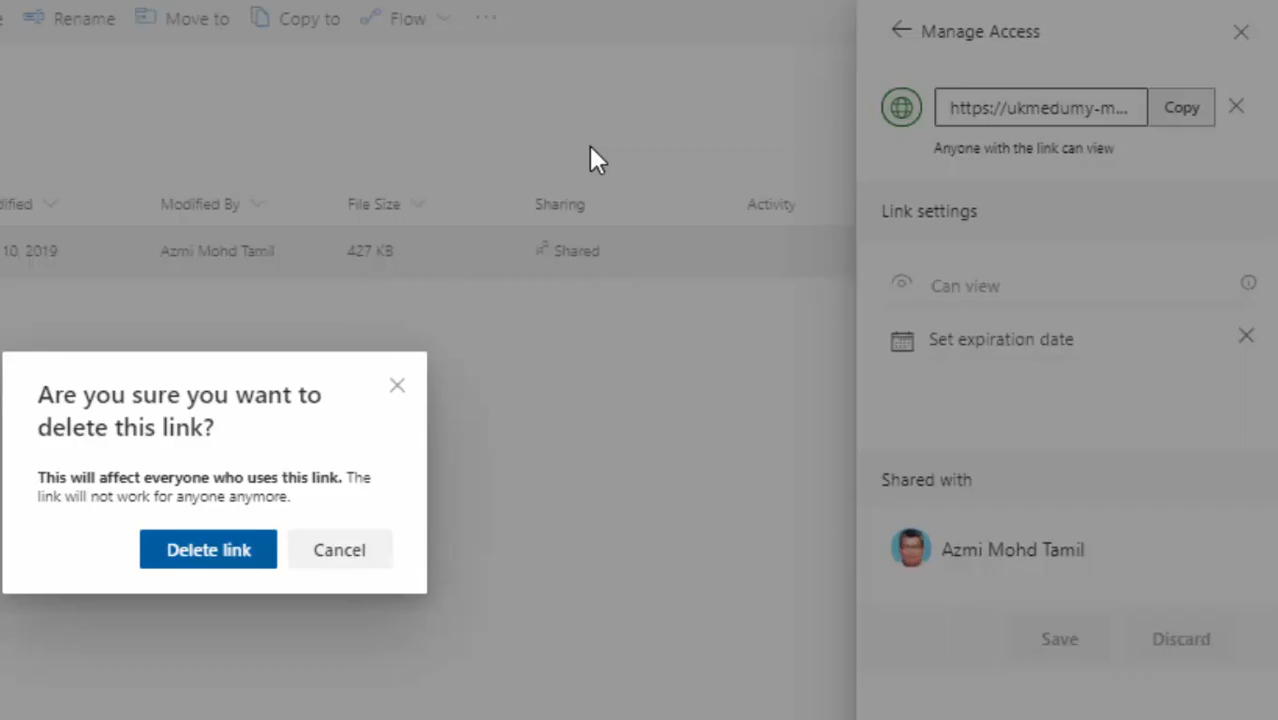 Rename Move to Copy to Flow ...
Manage Access
https://ukmedumy-m... Copy
Anyone with the link can view
Modified By File Size Sharing Activity
Link settings
10, 2019 Azmi Mohd Tamil 427 KB Shared
Can view
Set expiration date
Are you sure you want to
delete this link?
This will affect everyone who uses this link. The
link will not work for anyone anymore.
Delete link Cancel
Shared with
Azmi Mohd Tamil
Save Discard